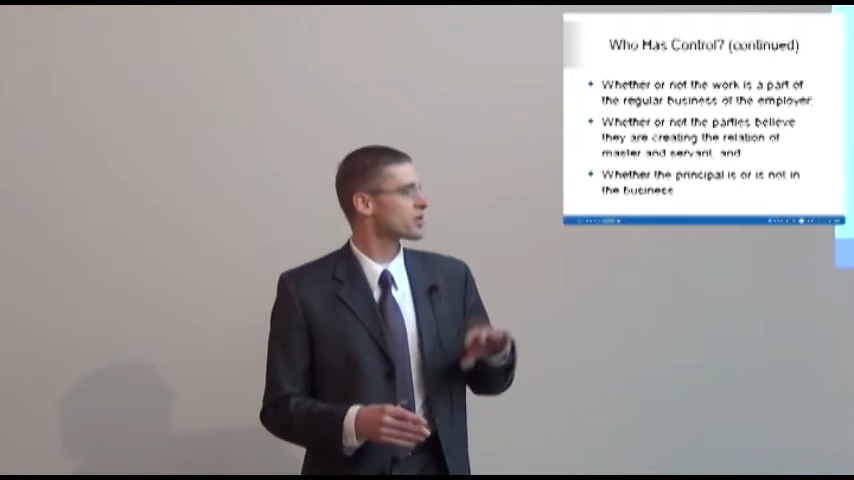 Who Has Control? (continued)
Whether or not the work is a part of
the regular business of the employer;
Whether or not the parties believe
they are creating the relation of
master and servant, and
Whether the principal is or is not in
the business